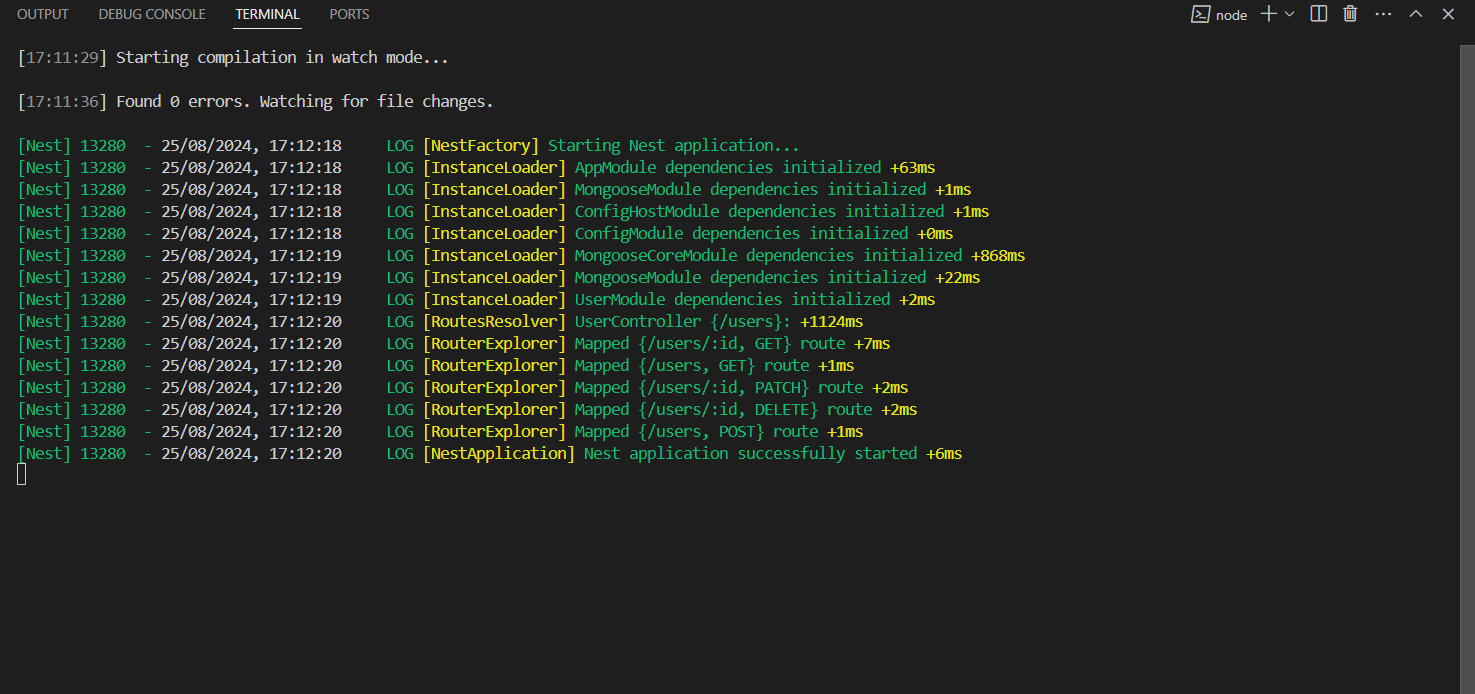 OUTPUT DEBUG CONSOLE TERMINAL PORTS node
[17:11:29] Starting compilation in watch mode...
[17:11:36] Found 0 errors. Watching for file changes.
[Nest] 13280  - 25/08/2024, 17:12:18     LOG [NestFactory] Starting Nest application...
[Nest] 13280  - 25/08/2024, 17:12:18     LOG [InstanceLoader] AppModule dependencies initialized +63ms
[Nest] 13280  - 25/08/2024, 17:12:18     LOG [InstanceLoader] MongooseModule dependencies initialized +1ms
[Nest] 13280  - 25/08/2024, 17:12:18     LOG [InstanceLoader] ConfigHostModule dependencies initialized +1ms
[Nest] 13280  - 25/08/2024, 17:12:18     LOG [InstanceLoader] ConfigModule dependencies initialized +0ms
[Nest] 13280  - 25/08/2024, 17:12:19     LOG [InstanceLoader] MongooseCoreModule dependencies initialized +868ms
[Nest] 13280  - 25/08/2024, 17:12:19     LOG [InstanceLoader] MongooseModule dependencies initialized +22ms
[Nest] 13280  - 25/08/2024, 17:12:19     LOG [InstanceLoader] UserModule dependencies initialized +2ms
[Nest] 13280  - 25/08/2024, 17:12:20     LOG [RoutesResolver] UserController {/users}: +1124ms
[Nest] 13280  - 25/08/2024, 17:12:20     LOG [RouterExplorer] Mapped {/users/:id, GET} route +7ms
[Nest] 13280  - 25/08/2024, 17:12:20     LOG [RouterExplorer] Mapped {/users, GET} route +1ms
[Nest] 13280  - 25/08/2024, 17:12:20     LOG [RouterExplorer] Mapped {/users/:id, PATCH} route +2ms
[Nest] 13280  - 25/08/2024, 17:12:20     LOG [RouterExplorer] Mapped {/users/:id, DELETE} route +2ms
[Nest] 13280  - 25/08/2024, 17:12:20     LOG [RouterExplorer] Mapped {/users, POST} route +1ms
[Nest] 13280  - 25/08/2024, 17:12:20     LOG [NestApplication] Nest application successfully started +6ms